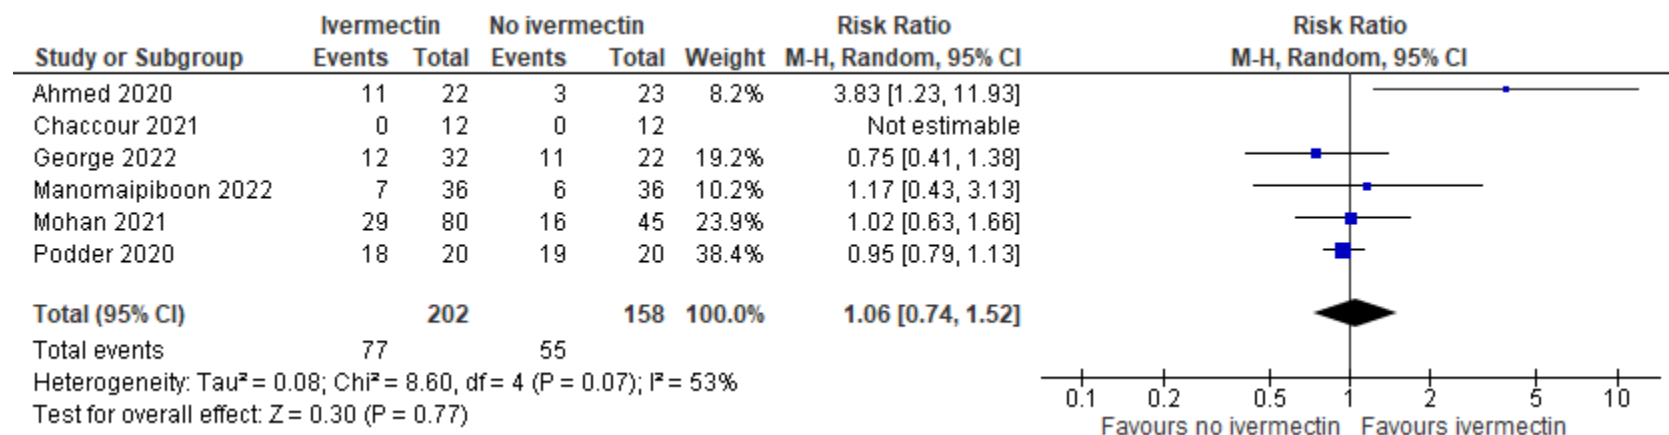 Ivermectin No ivermectin Risk Ratio Risk Ratio
Study or Subgroup Events Total Events Total Weight M-H, Random, 95% CI M-H, Random, 95% CI
Ahmed 2020 11 22 3 23 8.2% 3.83 [1.23, 11.93]
Chaccour 2021 0 12 0 12 Not estimable
George 2022 12 32 11 22 19.2% 0.75 [0.41, 1.38]
Manomaipiboon 2022 7 36 6 36 10.2% 1.17 [0.43, 3.13]
Mohan 2021 29 80 16 45 23.9% 1.02 [0.63, 1.66]
Podder 2020 18 20 19 20 38.4% 0.95 [0.79, 1.13]
Total (95% CI) 202 158 100.0% 1.06 [0.74, 1.52]
Total events 77 55
Heterogeneity: Tau² = 0.08; Chi² = 8.60, df = 4 (P = 0.07); I² = 53%
Test for overall effect: Z = 0.30 (P = 0.77)
0.1 0.2 0.5 1 2 5 10
Favours no ivermectin Favours ivermectin